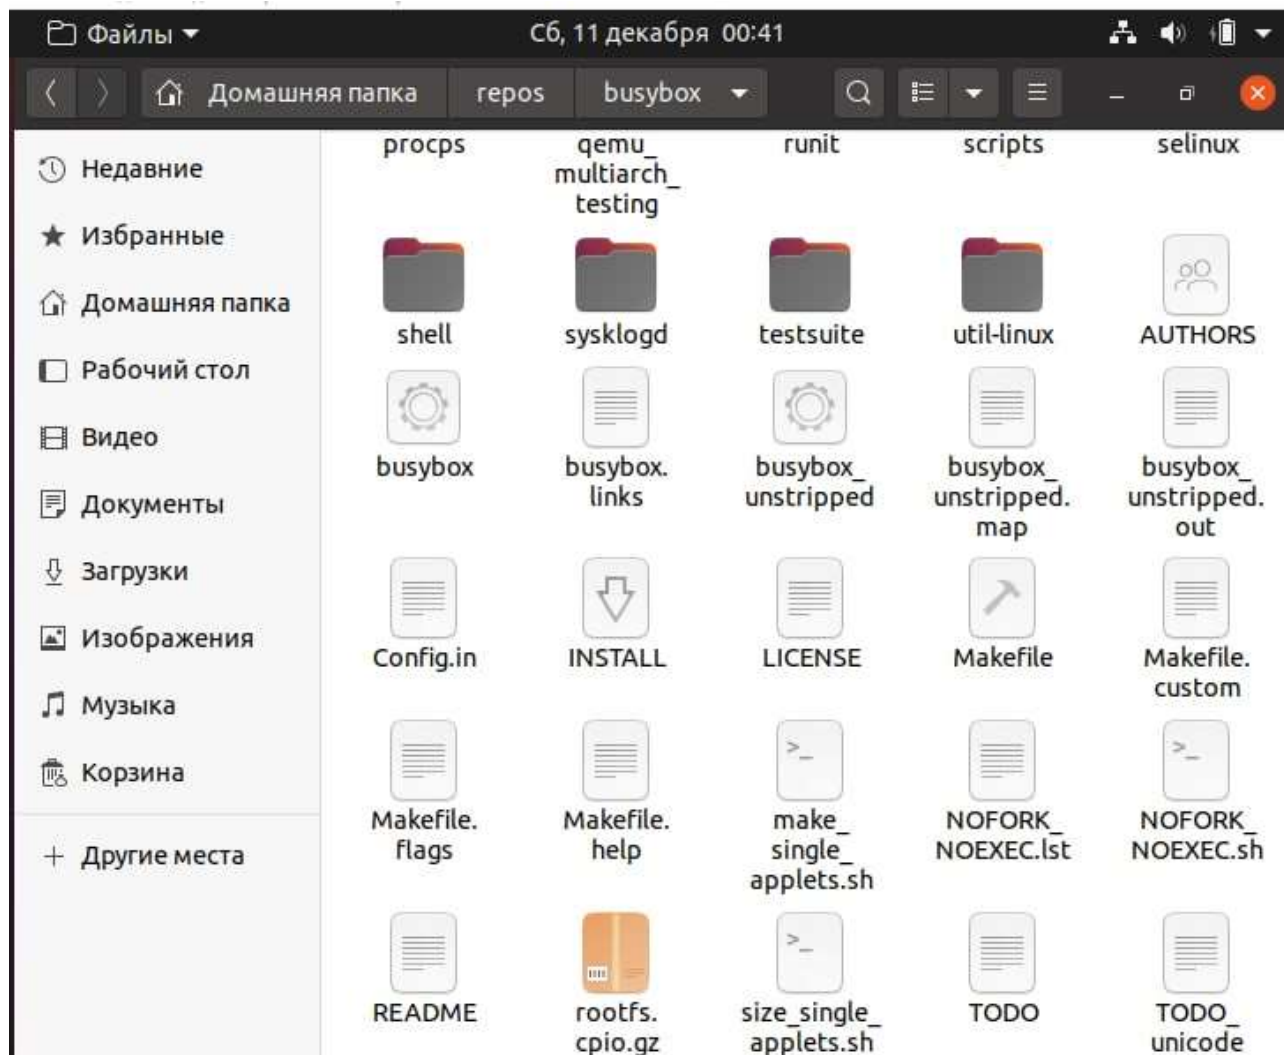 Файлы
Сб, 11 декабря 00:41
Домашняя папка
repos
busybox
Недавние
Избранные
Домашняя папка
Рабочий стол
Видео
Документы
Загрузки
Изображения
Музыка
Корзина
Другие места
procps
qemu_
multiarch_
testing
runit
scripts
selinux
shell
sysklogd
testsuite
util-linux
AUTHORS
busybox
busybox.
links
busybox_
unstripped
busybox_
unstripped.
map
busybox_
unstripped.
out
Config.in
INSTALL
LICENSE
Makefile
Makefile.
custom
Makefile.
flags
Makefile.
help
make_
single_
applets.sh
NOFORK_
NOEXEC.lst
NOFORK_
NOEXEC.sh
README
rootfs.
cpio.gz
size_single_
applets.sh
TODO
TODO_
unicode